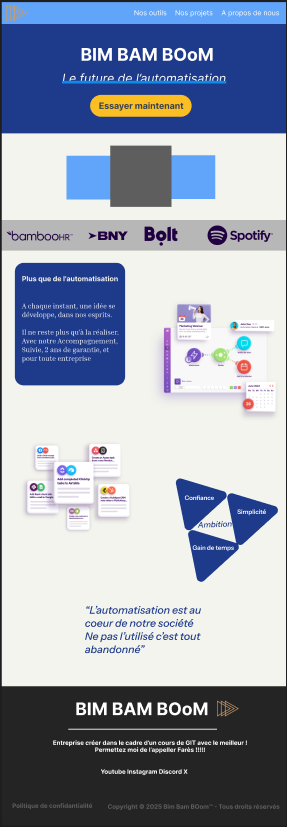 Nos outils Nos projets A propos de nous
BIM BAM BOoM
Le future de l'automatisation
Essayer maintenant
bambooHR™
BNY
Bolt
Spotify®
Plus que de l'automatisation
A chaque instant, une idée se
développe, dans nos esprits.
Il ne reste plus qu'à la réaliser.
Avec notre Accompagnement,
Suivie, 2 ans de garantie, et
pour toute entreprise
Confiance
Simplicité
Ambition
Gain de temps
“L’automatisation est au
coeur de notre société
Ne pas l’utilisé c’est tout
abandonné”
BIM BAM BOoM
Entreprise créer dans le cadre d'un cours de GIT avec le meilleur !
Permettez moi de l'appeller Farès !!!!!
Youtube Instagram Discord X
Politique de confidentialité
Copyright © 2025 Bim Bam BOom™ - Tous droits réservés